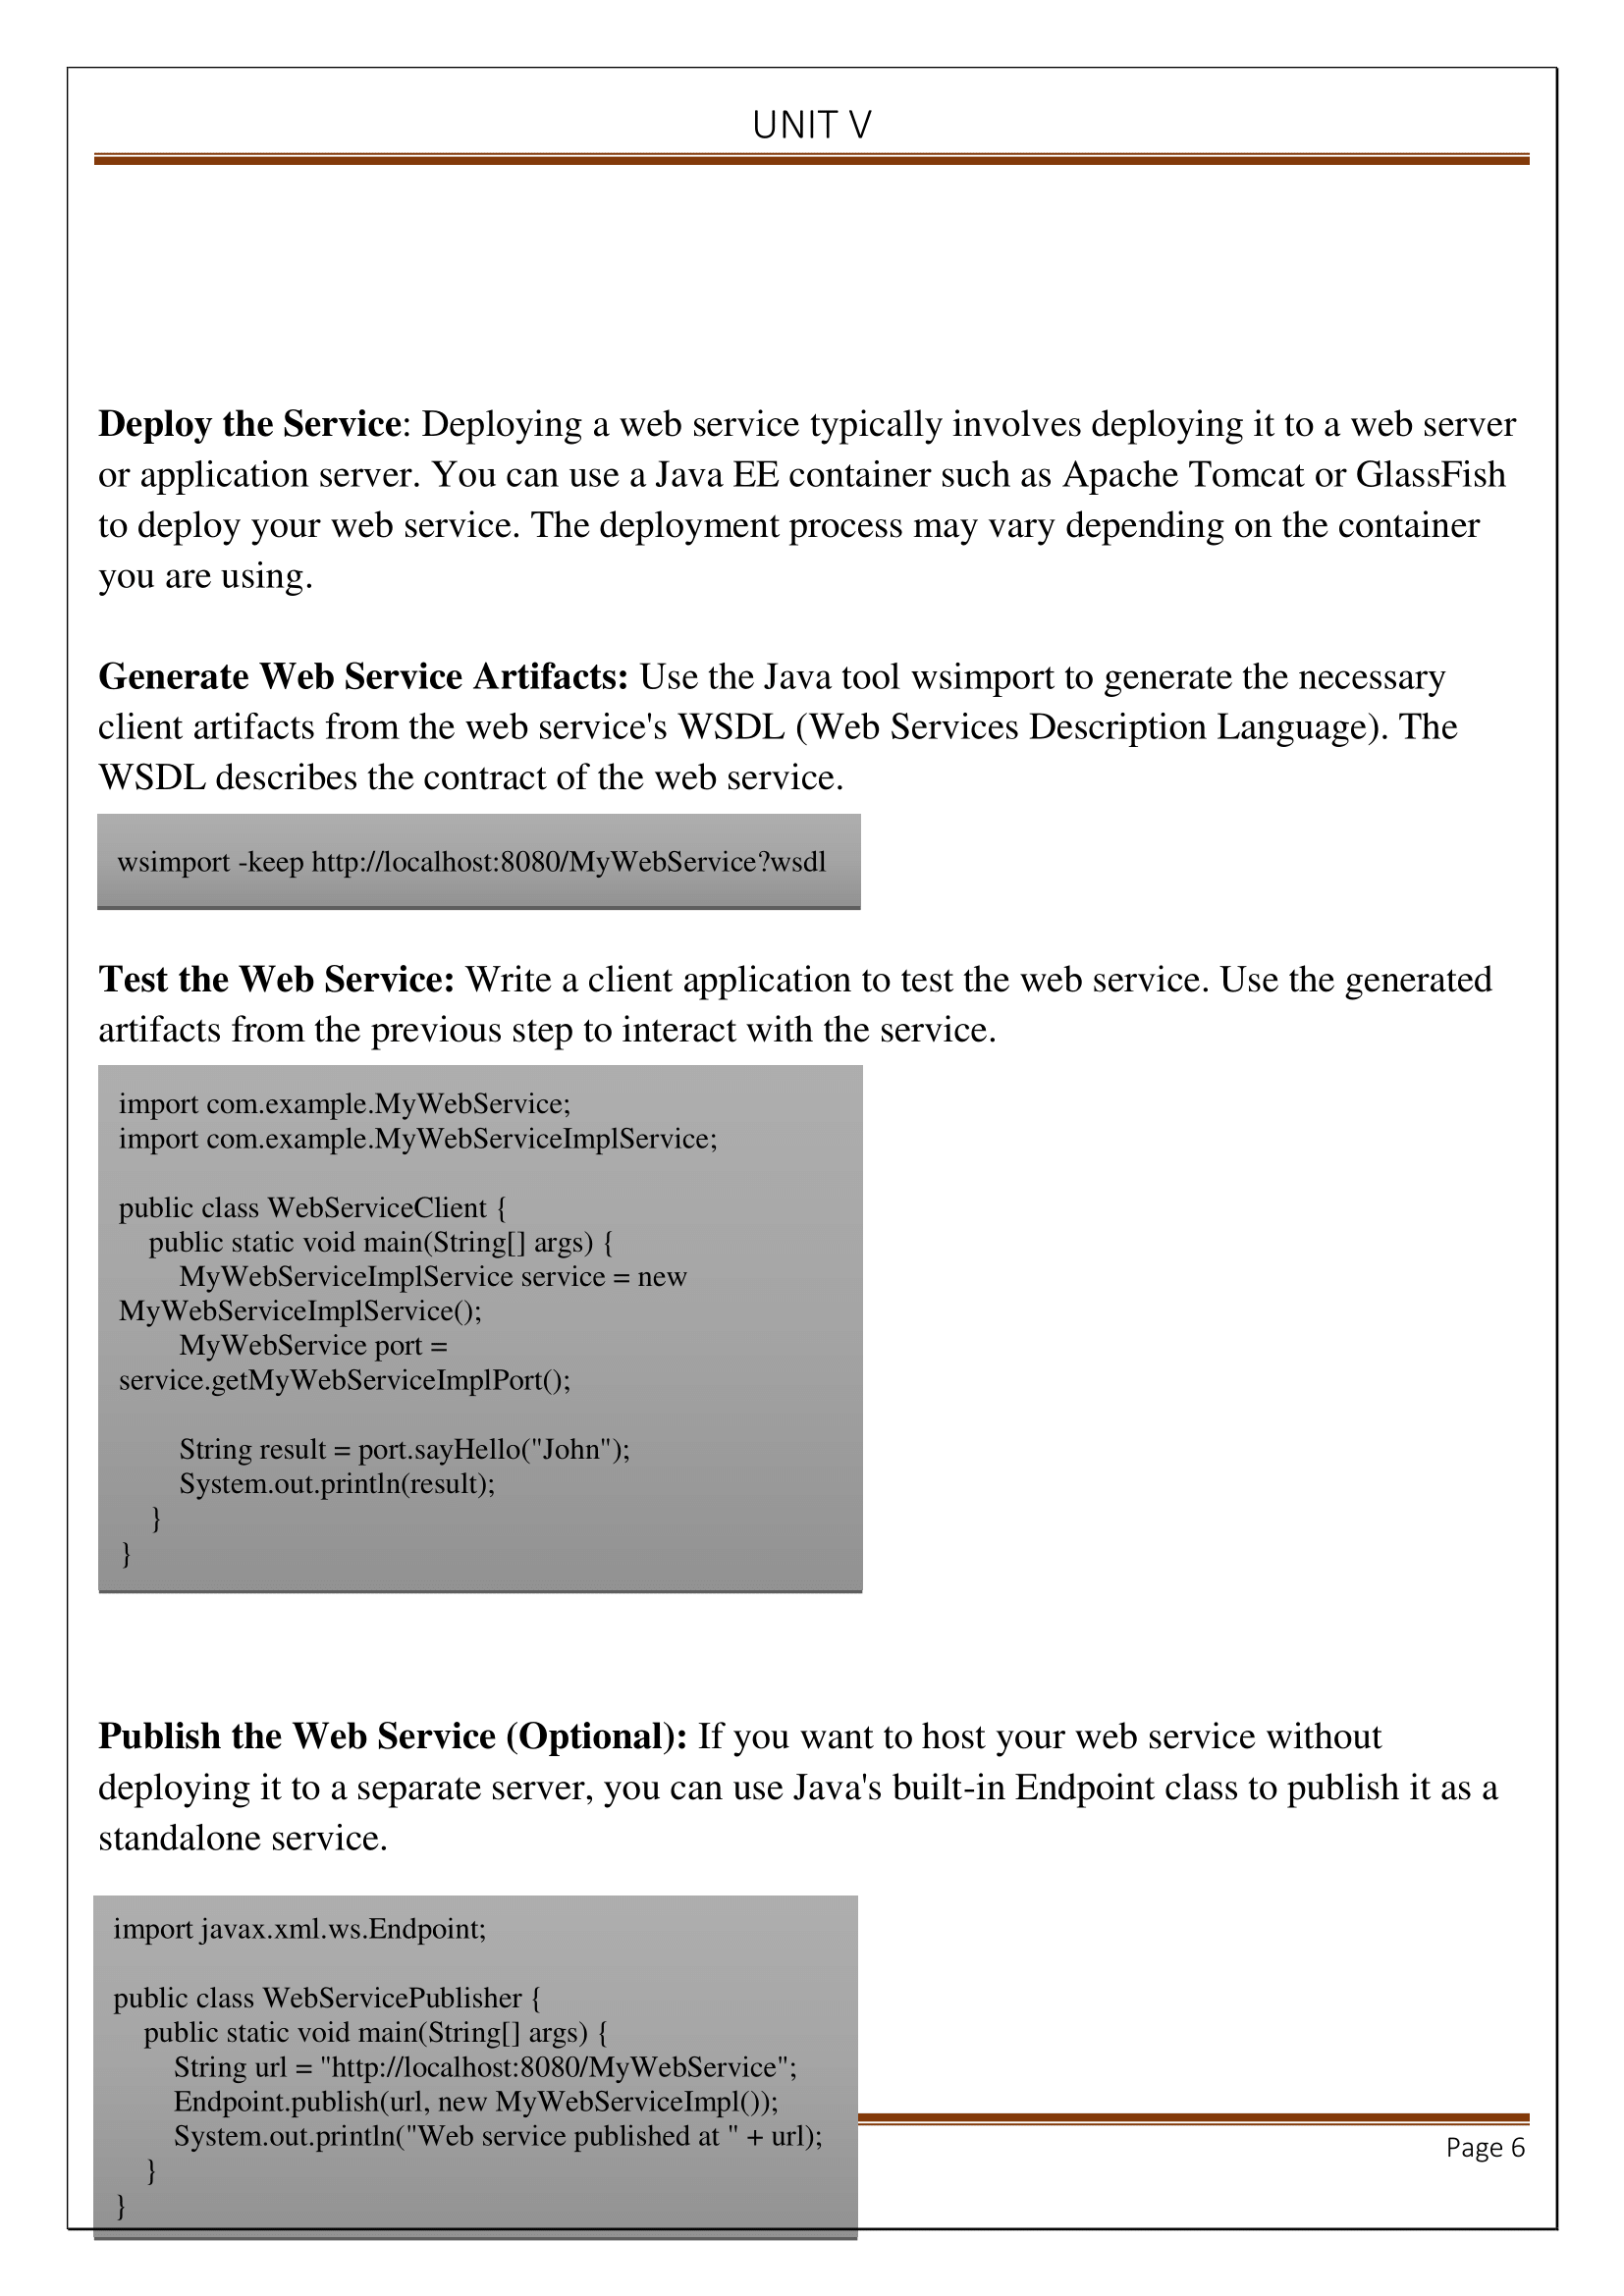 UNIT V
Deploy the Service: Deploying a web service typically involves deploying it to a web server
or application server. You can use a Java EE container such as Apache Tomcat or GlassFish
to deploy your web service. The deployment process may vary depending on the container
you are using.
Generate Web Service Artifacts: Use the Java tool wsimport to generate the necessary
client artifacts from the web service's WSDL (Web Services Description Language). The
WSDL describes the contract of the web service.
wsimport -keep http://localhost:8080/MyWebService?wsdl
Test the Web Service: Write a client application to test the web service. Use the generated
artifacts from the previous step to interact with the service.
import com.example.MyWebService;
import com.example.MyWebServiceImplService;
public class WebServiceClient {
public static void main(String[] args) {
MyWebServiceImplService service = new
MyWebServiceImplService();
MyWebService port =
service.getMyWebServiceImplPort();
String result = port.sayHello("John");
System.out.println(result);
}
}
Publish the Web Service (Optional): If you want to host your web service without
deploying it to a separate server, you can use Java's built-in Endpoint class to publish it as a
standalone service.
import javax.xml.ws.Endpoint;
public class WebServicePublisher {
public static void main(String[] args) {
String url = "http://localhost:8080/MyWebService";
Endpoint.publish(url, new MyWebServiceImpl());
System.out.println("Web service published at " + url);
}
}
Page 6